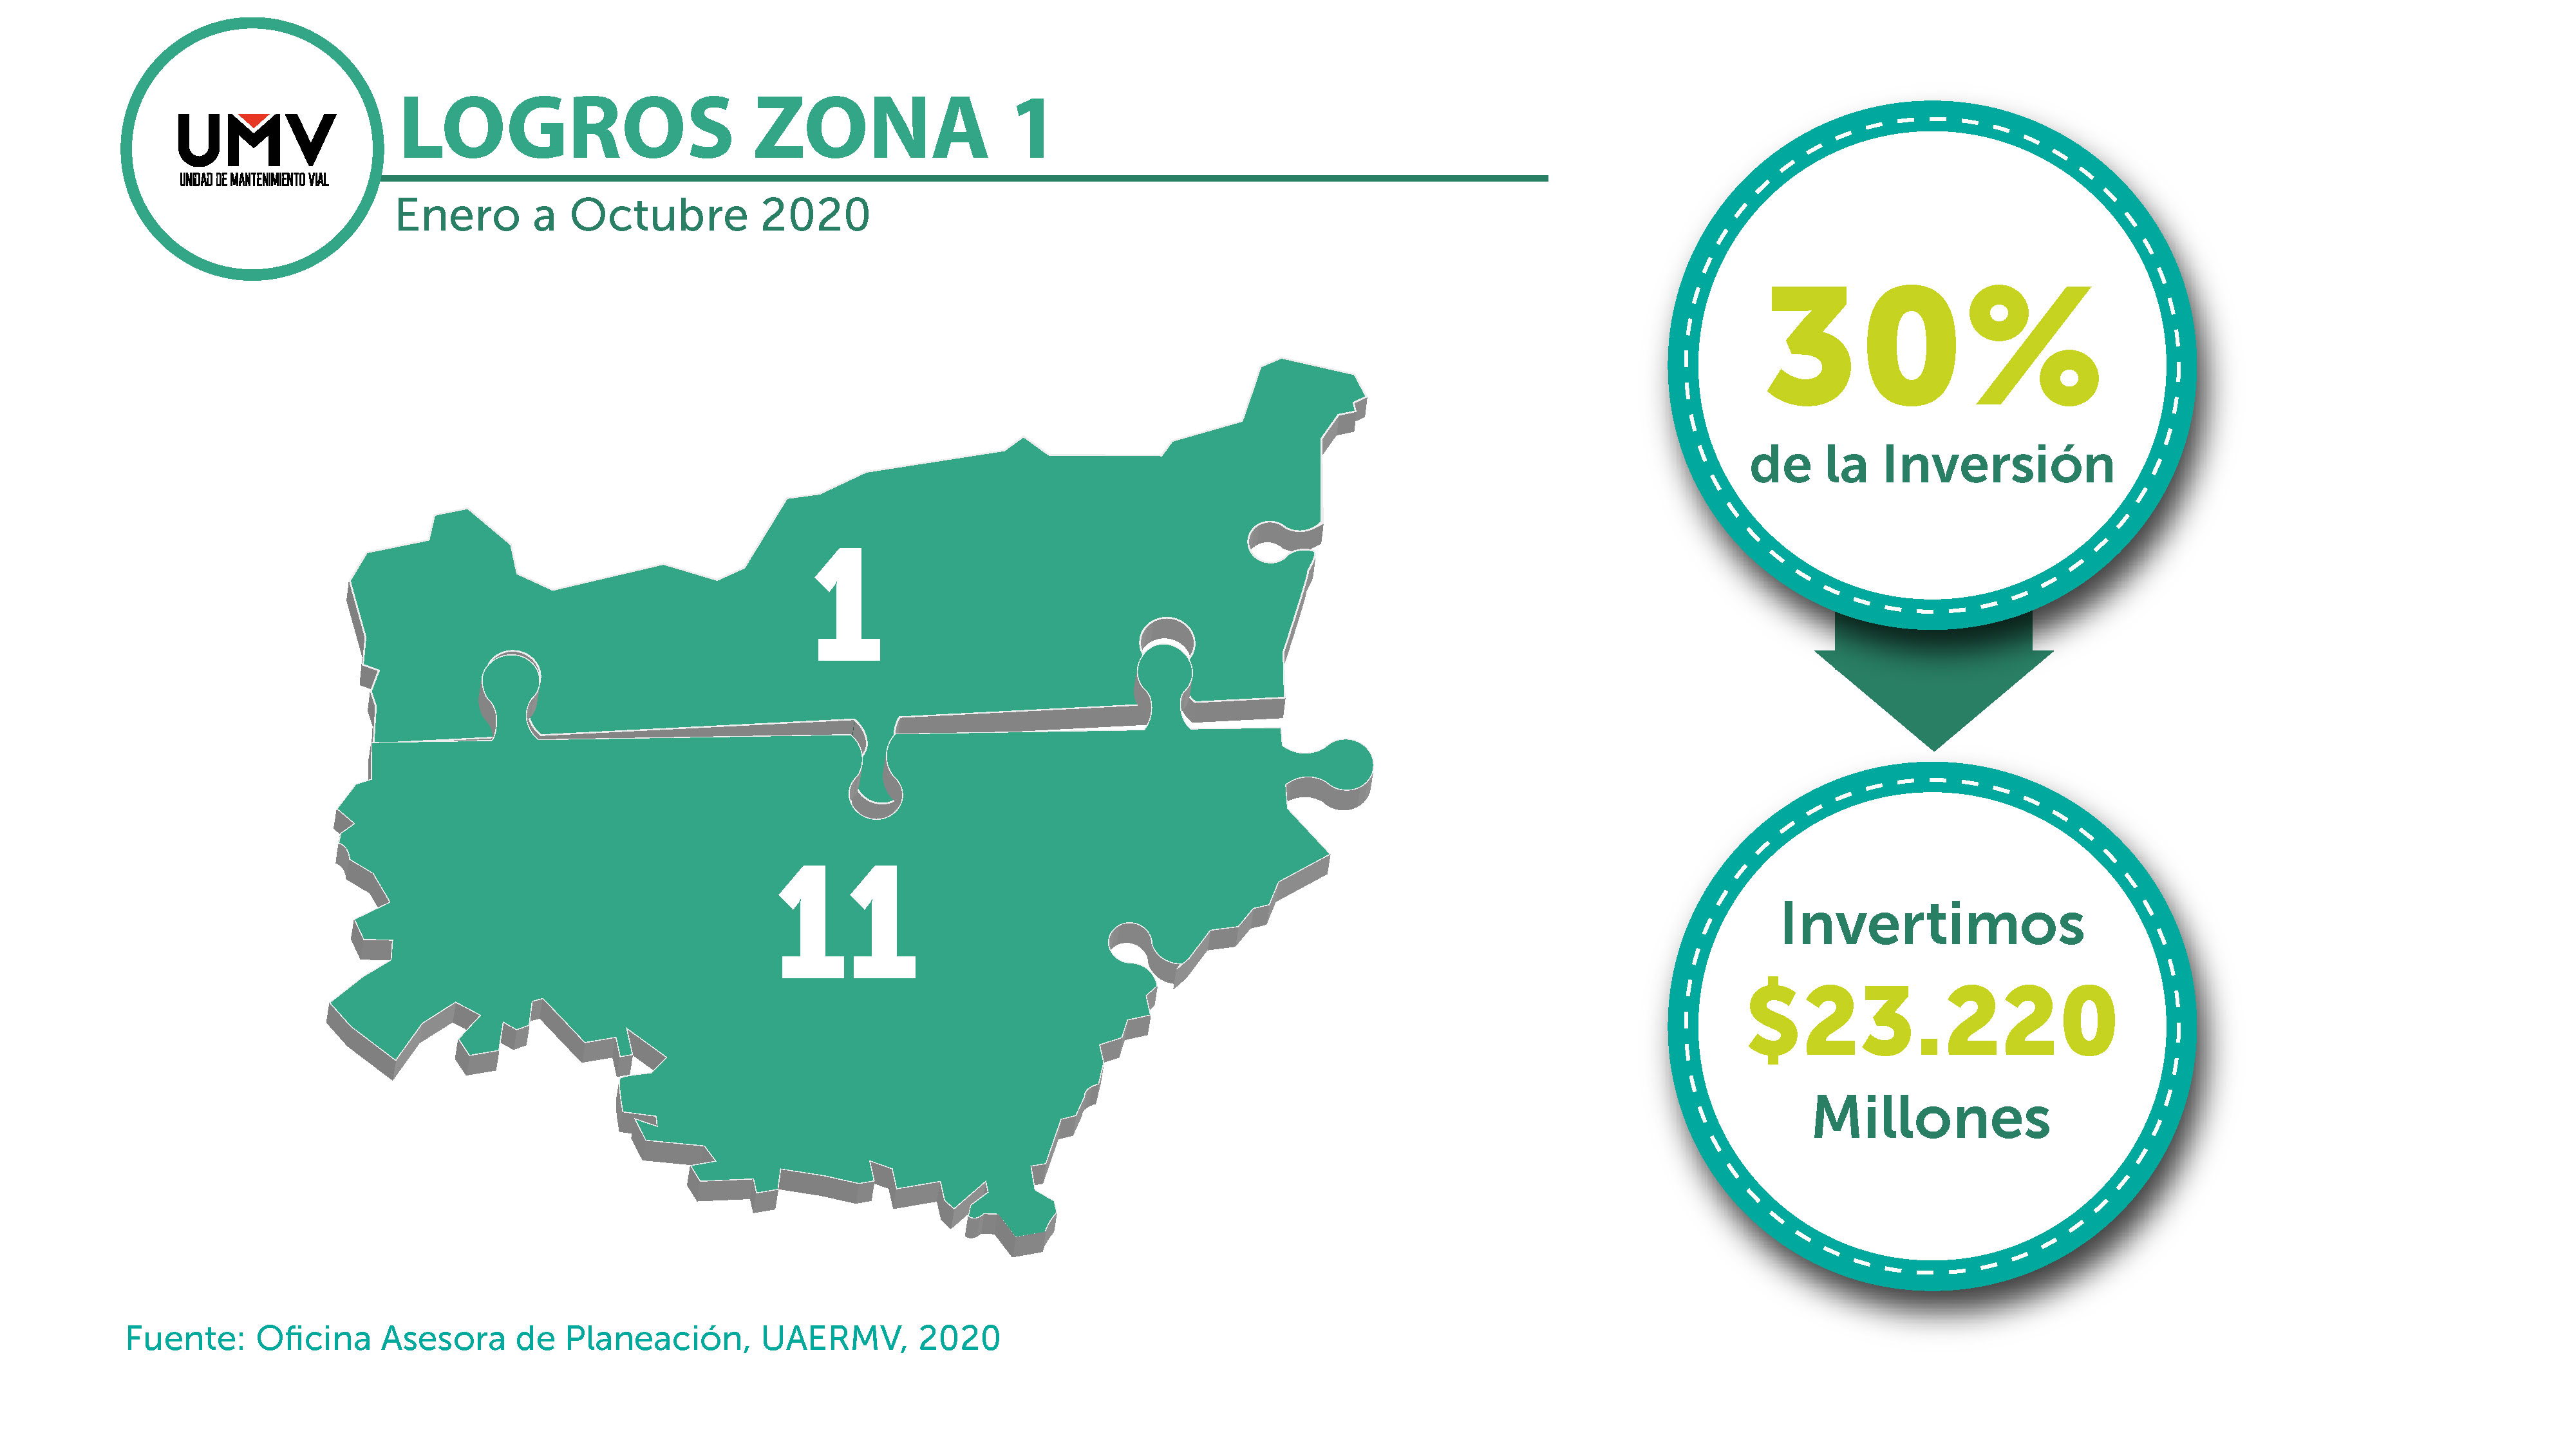 UMV
UNIDAD DE MANTENIMIENTO VIAL
LOGROS ZONA 1
Enero a Octubre 2020
1
11
30%
de la Inversión
Invertimos
$23.220
Millones
Fuente: Oficina Asesora de Planeación, UAERMV, 2020